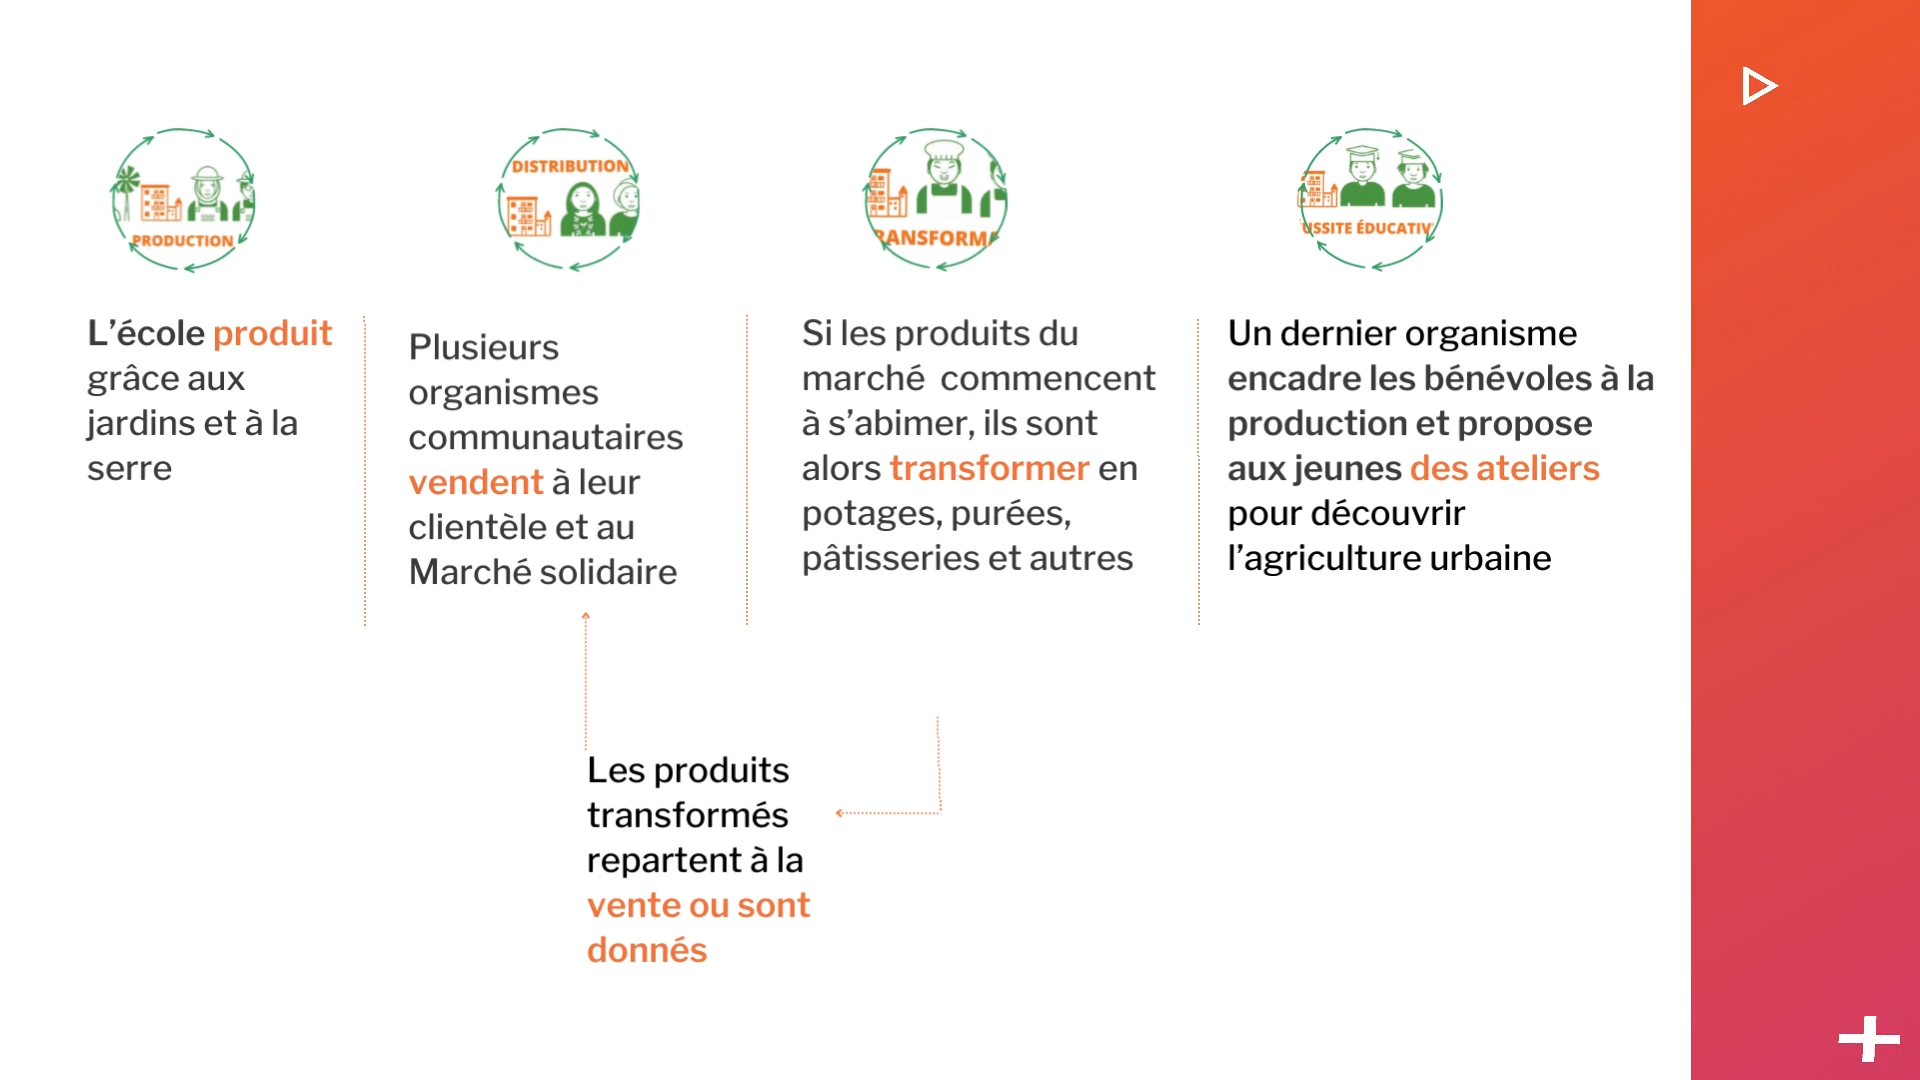 PRODUCTION
L’école produit
grâce aux
jardins et à la
serre
DISTRIBUTION
Plusieurs
organismes
communautaires
vendent à leur
clientèle et au
Marché solidaire
RANSFORMA
Si les produits du
marché  commencent
à s’abimer, ils sont
alors transformer en
potages, purées,
pâtisseries et autres
USSITE ÉDUCATIV
Un dernier organisme
encadre les bénévoles à la
production et propose
aux jeunes des ateliers
pour découvrir
l’agriculture urbaine
Les produits
transformés
repartent à la
vente ou sont
donnés